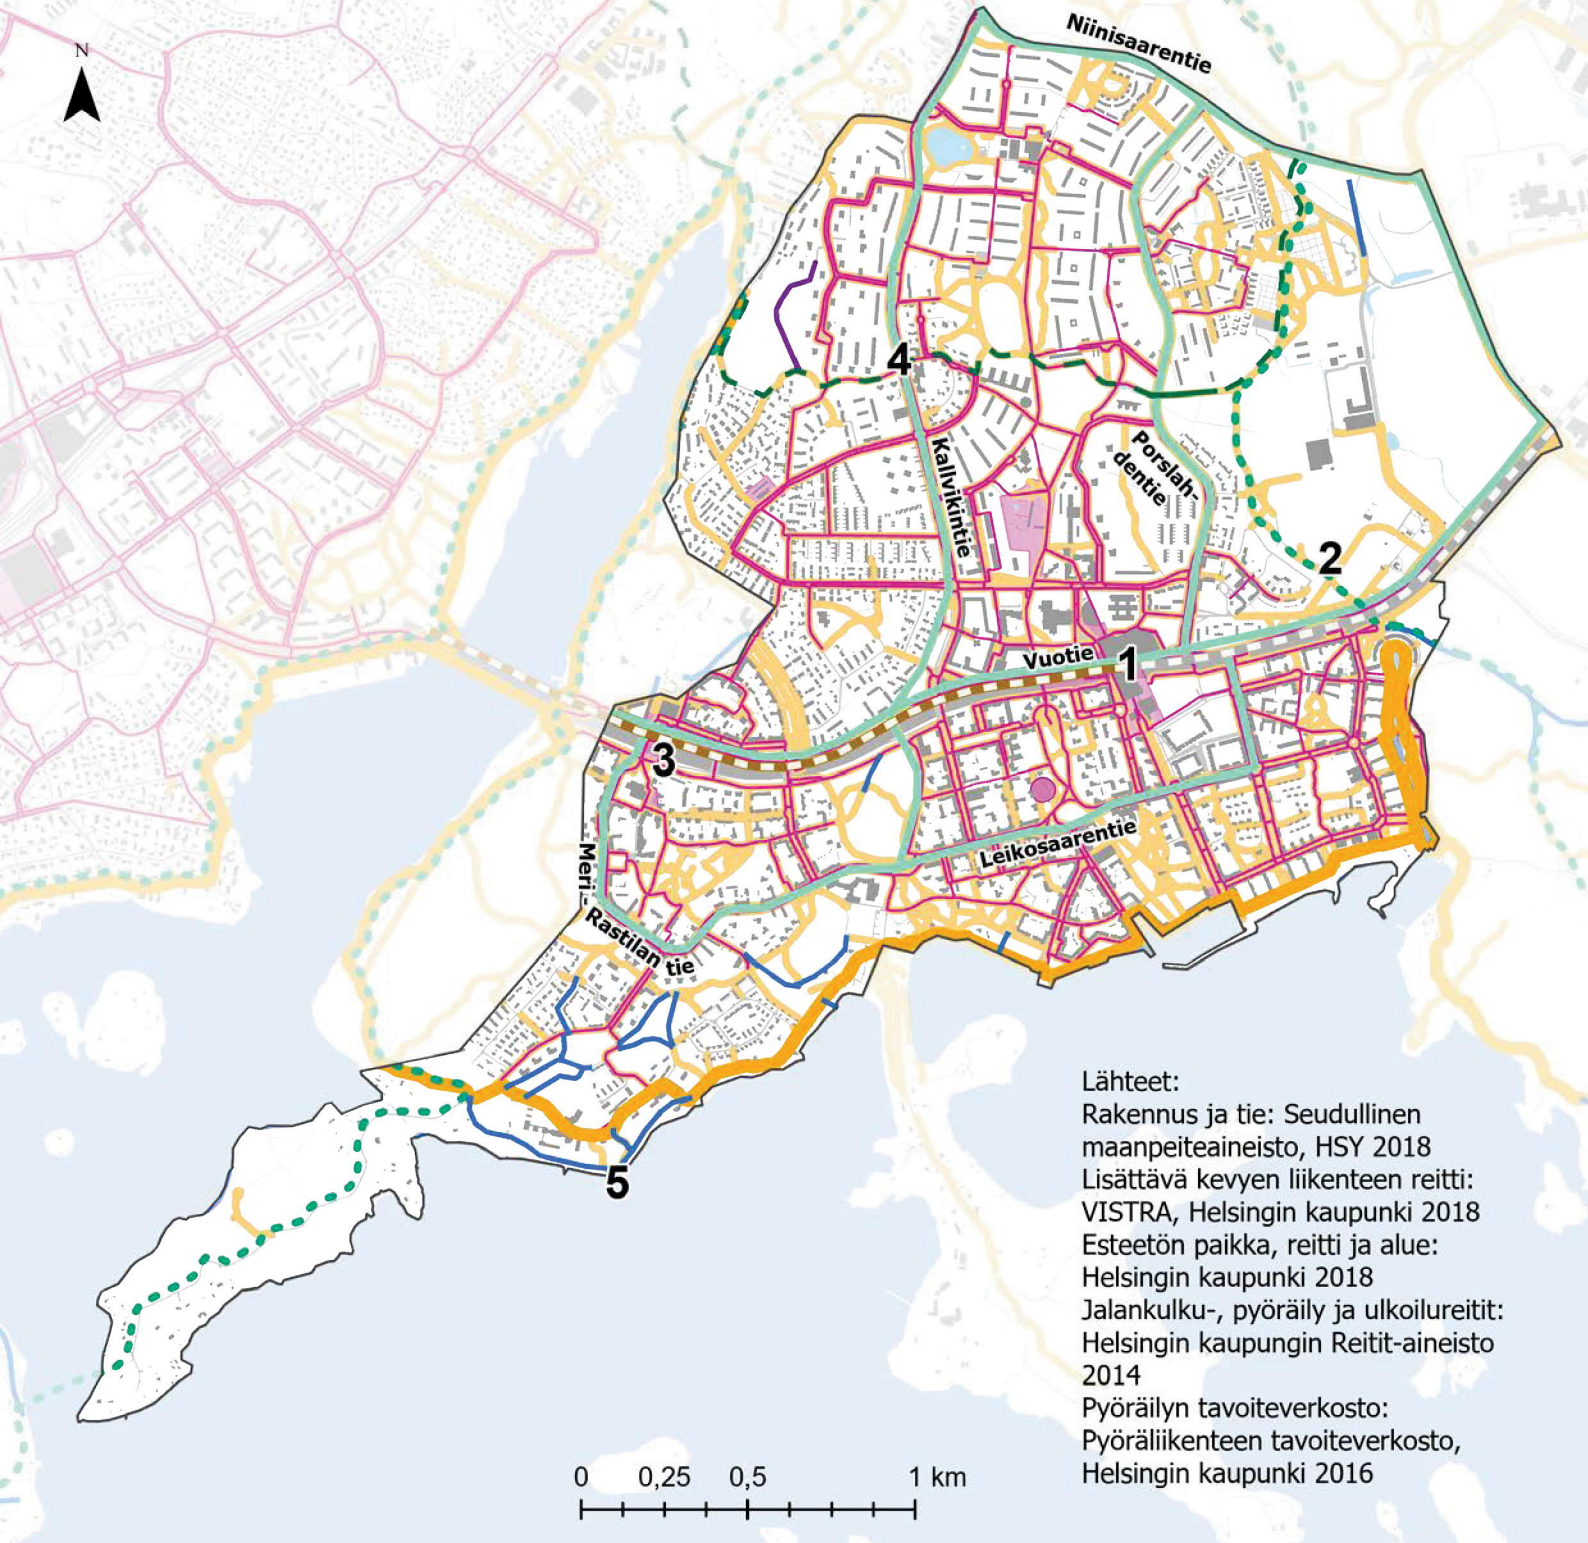 N
Niinisaarentie
4
Kallvikintie
Porslah-
dentie
2
Vuotie
1
3
Meri-
Rastilan tie
Leikosaarentie
5
Lähteet:
Rakennus ja tie: Seudullinen
maanpeiteaineisto, HSY 2018
Lisättävä kevyen liikenteen reitti:
VISTRA, Helsingin kaupunki 2018
Esteetön paikka, reitti ja alue:
Helsingin kaupunki 2018
Jalankulku-, pyöräily ja ulkoilureitit:
Helsingin kaupungin Reitit-aineisto
2014
Pyöräilyn tavoiteverkosto:
Pyöräliikenteen tavoiteverkosto,
Helsingin kaupunki 2016
0 0,25 0,5 1 km